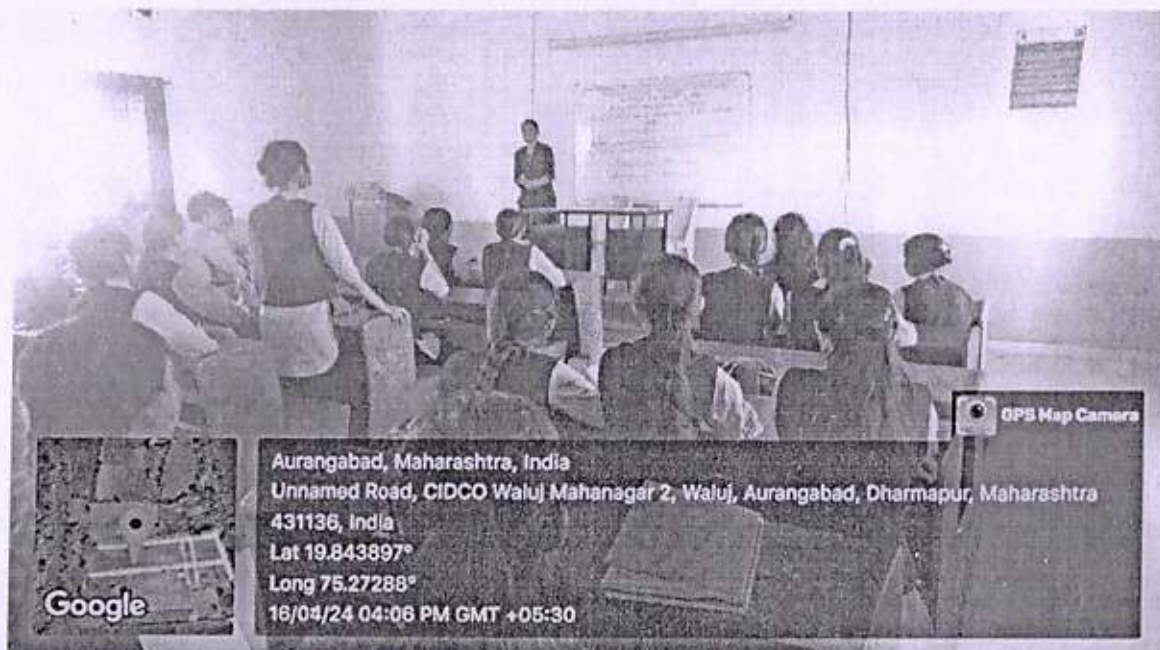 GPS Map Camera
Aurangabad, Maharashtra, India
Unnamed Road, CIDCO Waluj Mahanagar 2, Waluj, Aurangabad, Dharmapur, Maharashtra
431136, India
Lat 19.843897°
Long 75.27288°
16/04/24 04:06 PM GMT +05:30
Google